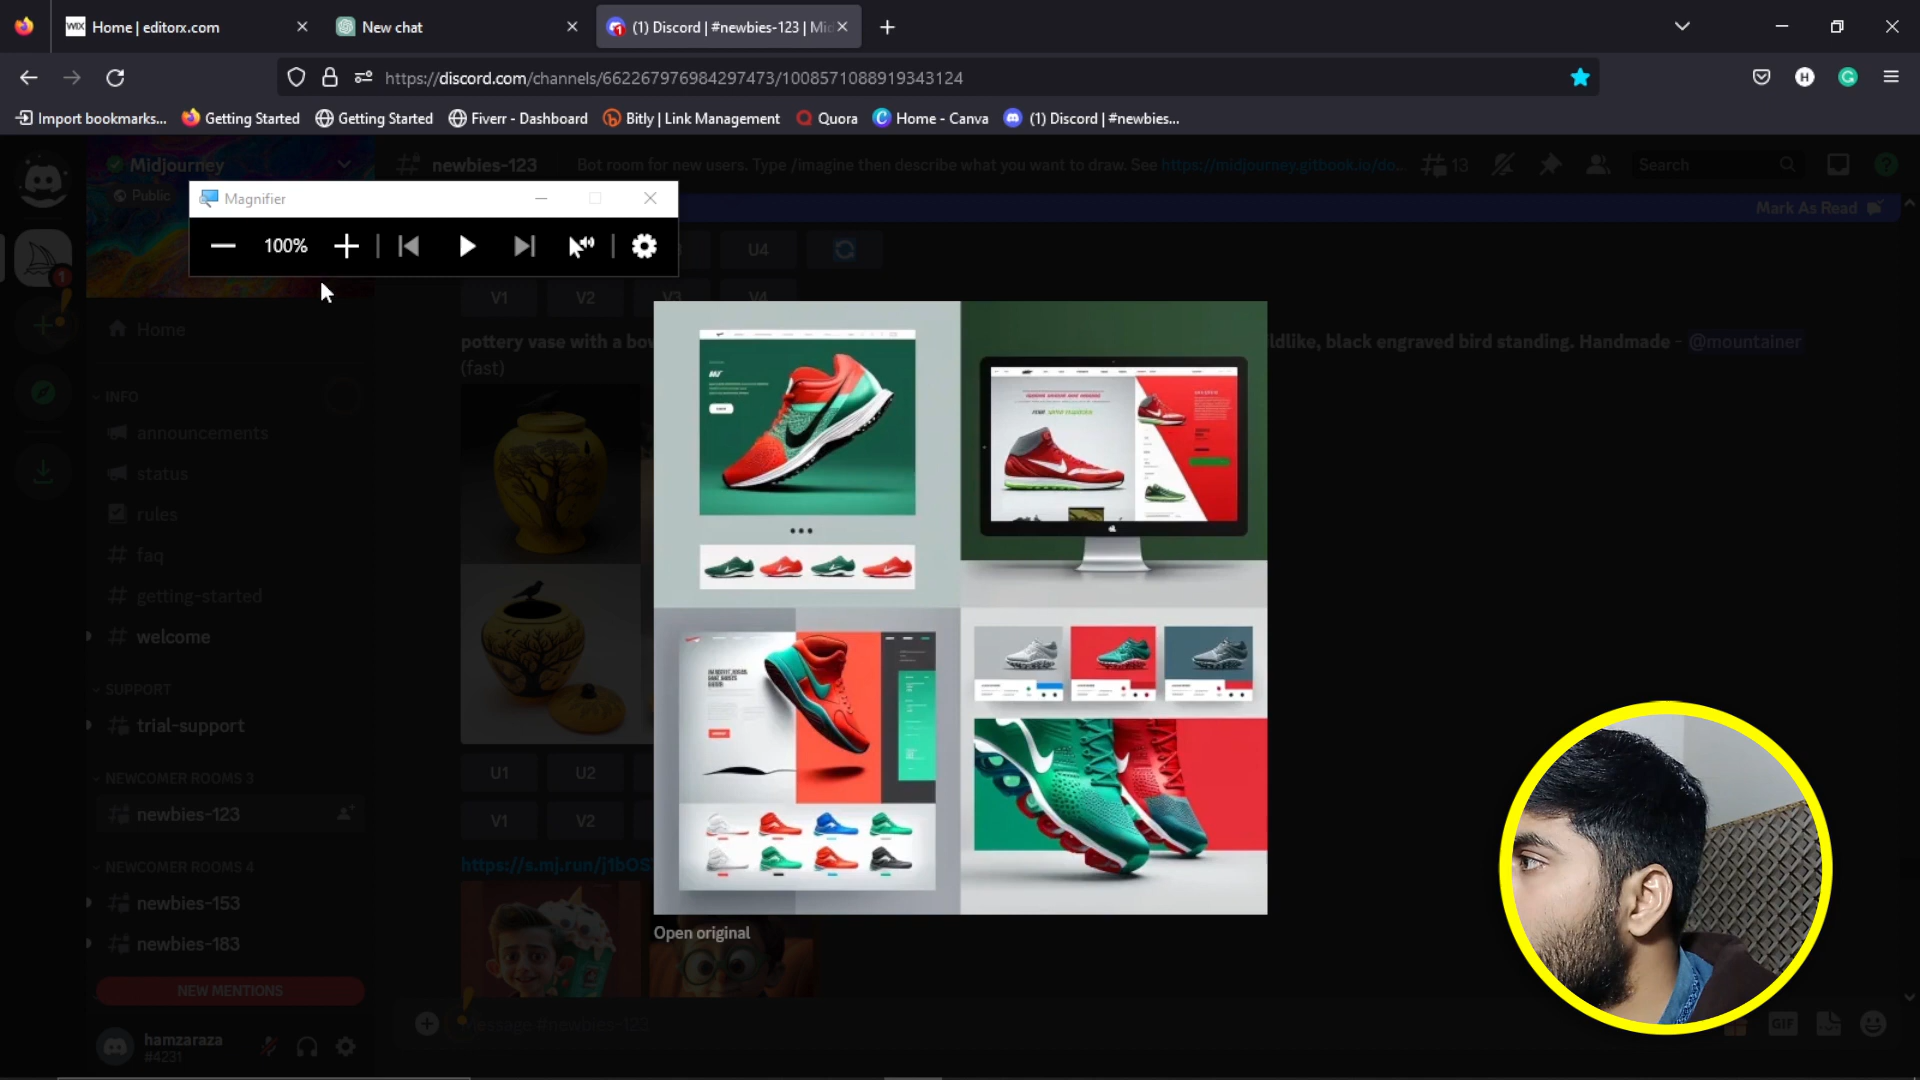 Home | editorx.com
New chat
(1) Discord | #newbies-123 | Mid
https://discord.com/channels/662267976984297473/1008571088919343124
H
Import bookmarks...
Getting Started
Getting Started
Fiverr - Dashboard
Bitly | Link Management
Quora
Home - Canva
(1) Discord | #newbies...
Midjourney
Public
newbies-123
Bot room for new users. Type /imagine then describe what you want to draw. See https://midjourney.gitbook.io/do...
13
Search
Mark As Read
Magnifier
100%
U4
V1
V2
V3
V4
pottery vase with a
ldlike, black engraved bird standing. Handmade - @mountainer
(fast)
Home
INFO
announcements
status
rules
faq
getting-started
welcome
SUPPORT
trial-support
NEWCOMER ROOMS 3
newbies-123
NEWCOMER ROOMS 4
newbies-153
newbies-183
NEW MENTIONS
hamzaraza
#4231
U1
U2
V1
V2
https://s.mj.run/j1bOS
Open original
Message #newbies-123
GIF